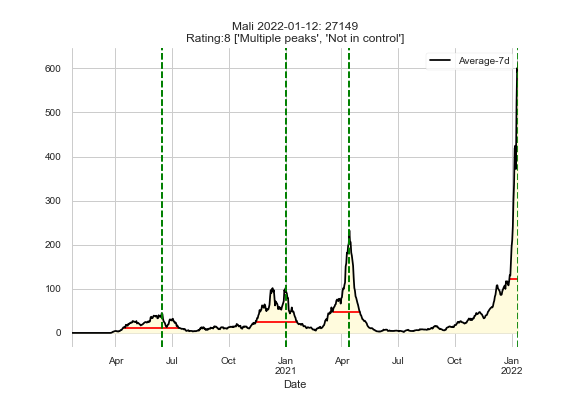 Mali 2022-01-12: 27149
Rating:8 ['Multiple peaks', 'Not in control']
Average-7d
600
500
400
300
200
100
0
Apr Jul Oct Jan Apr Jul Oct Jan
2021 2022
Date